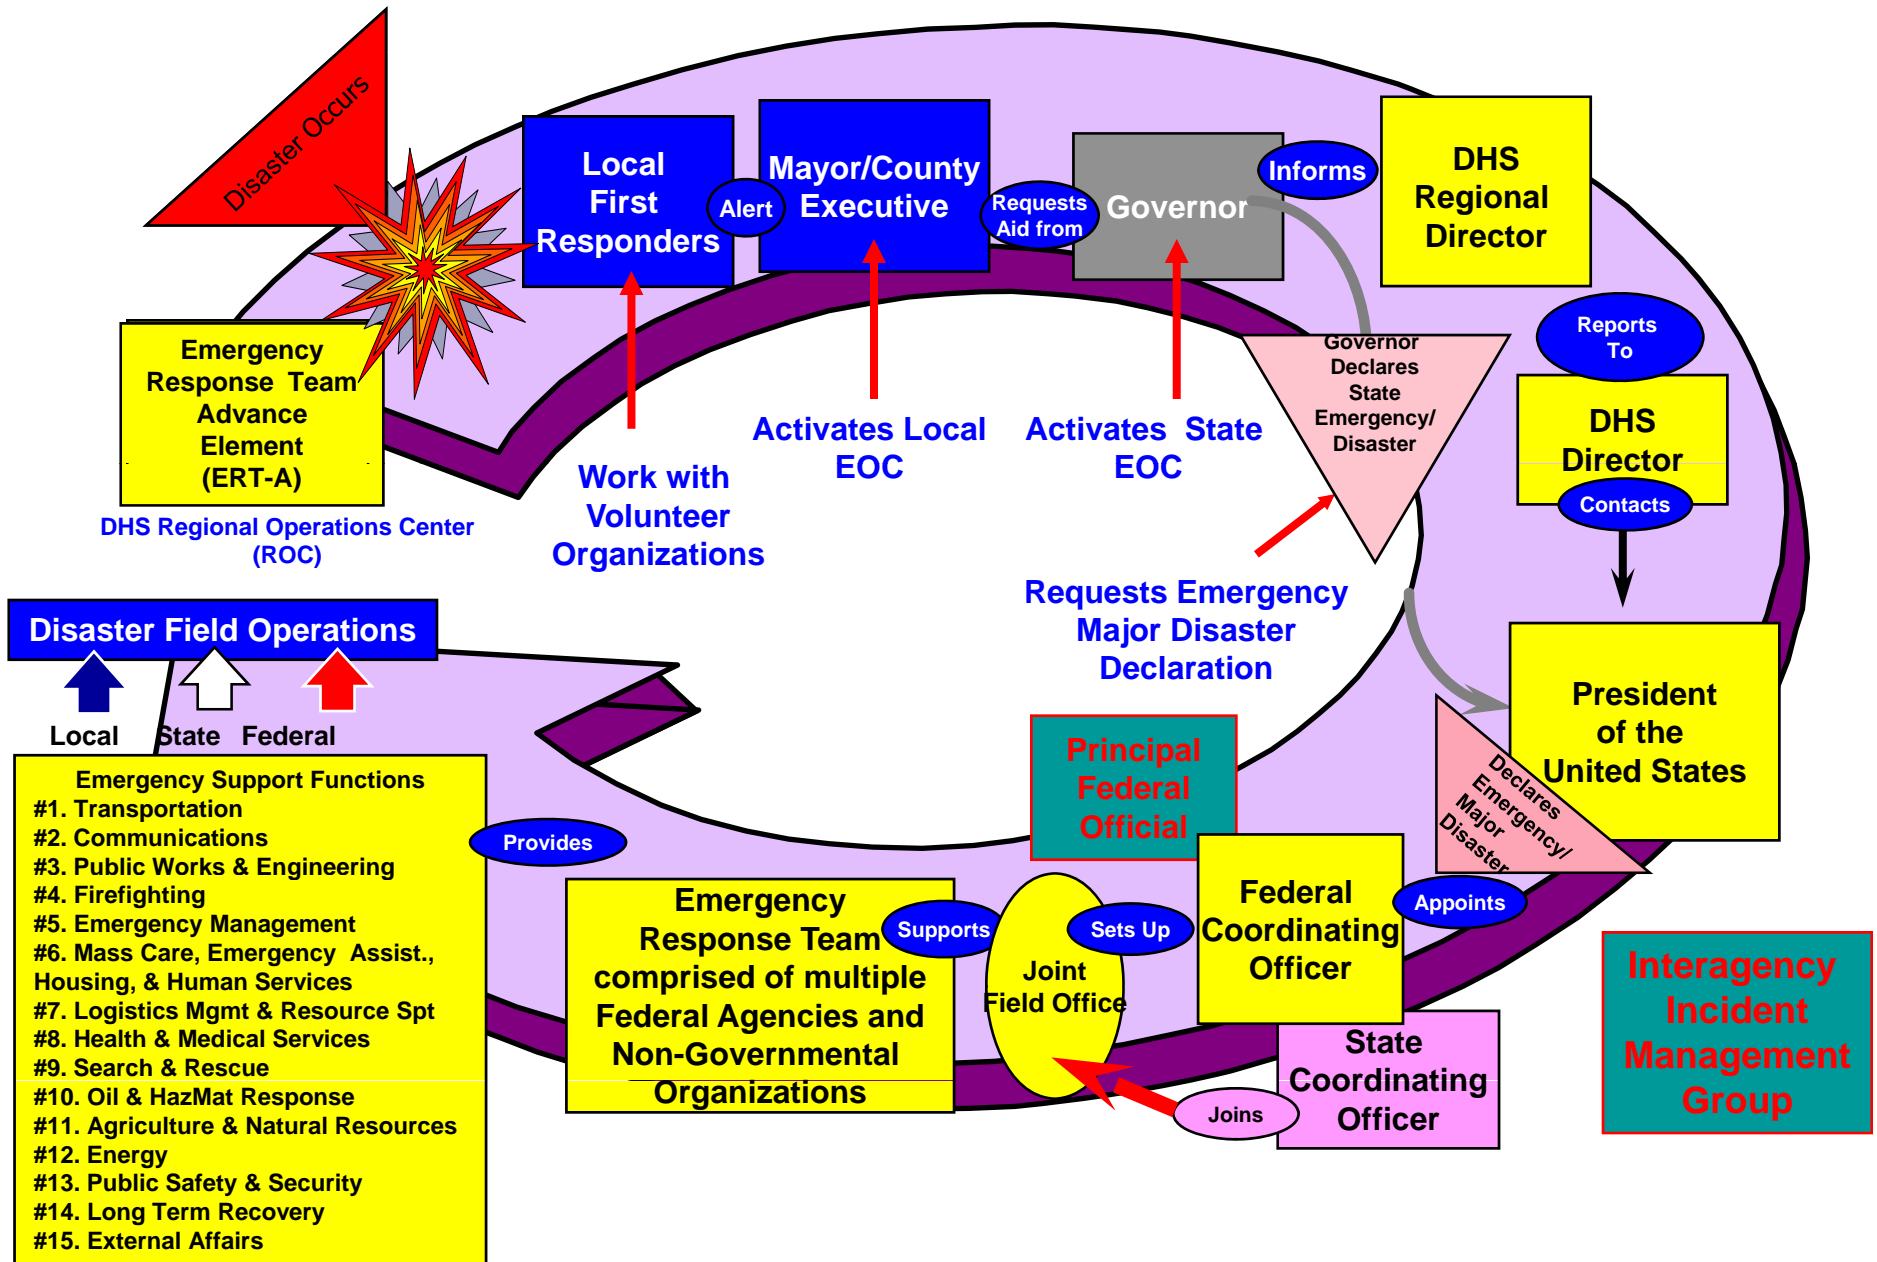 Disaster Occurs
Local
First
Responders
Alert
Mayor/County
Executive
Requests
Aid from
Governor
Informs
DHS
Regional
Director
Reports
To
DHS
Director
Contacts
Emergency
Response Team
Advance
Element
(ERT-A)
DHS Regional Operations Center
(ROC)
Work with
Volunteer
Organizations
Activates Local
EOC
Activates State
EOC
Governor
Declares
State
Emergency/
Disaster
Requests Emergency
Major Disaster
Declaration
President
of the
United States
Declares
Emergency/
Major
Disaster
Appoints
Principal
Federal
Official
Federal
Coordinating
Officer
Interagency
Incident
Management
Group
State
Coordinating
Officer
Joins
Sets Up
Joint
Field Office
Supports
Emergency
Response Team
comprised of multiple
Federal Agencies and
Non-Governmental
Organizations
Provides
Disaster Field Operations
Local State Federal
Emergency Support Functions
#1. Transportation
#2. Communications
#3. Public Works & Engineering
#4. Firefighting
#5. Emergency Management
#6. Mass Care, Emergency Assist.,
Housing, & Human Services
#7. Logistics Mgmt & Resource Spt
#8. Health & Medical Services
#9. Search & Rescue
#10. Oil & HazMat Response
#11. Agriculture & Natural Resources
#12. Energy
#13. Public Safety & Security
#14. Long Term Recovery
#15. External Affairs